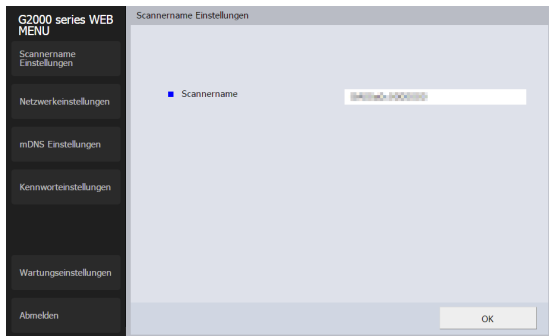 G2000 series WEB
MENU
Scannername Einstellungen
Scannername
Einstellungen
Netzwerkeinstellungen
mDNS Einstellungen
Kennworteinstellungen
Wartungseinstellungen
Abmelden
Scannername
OK